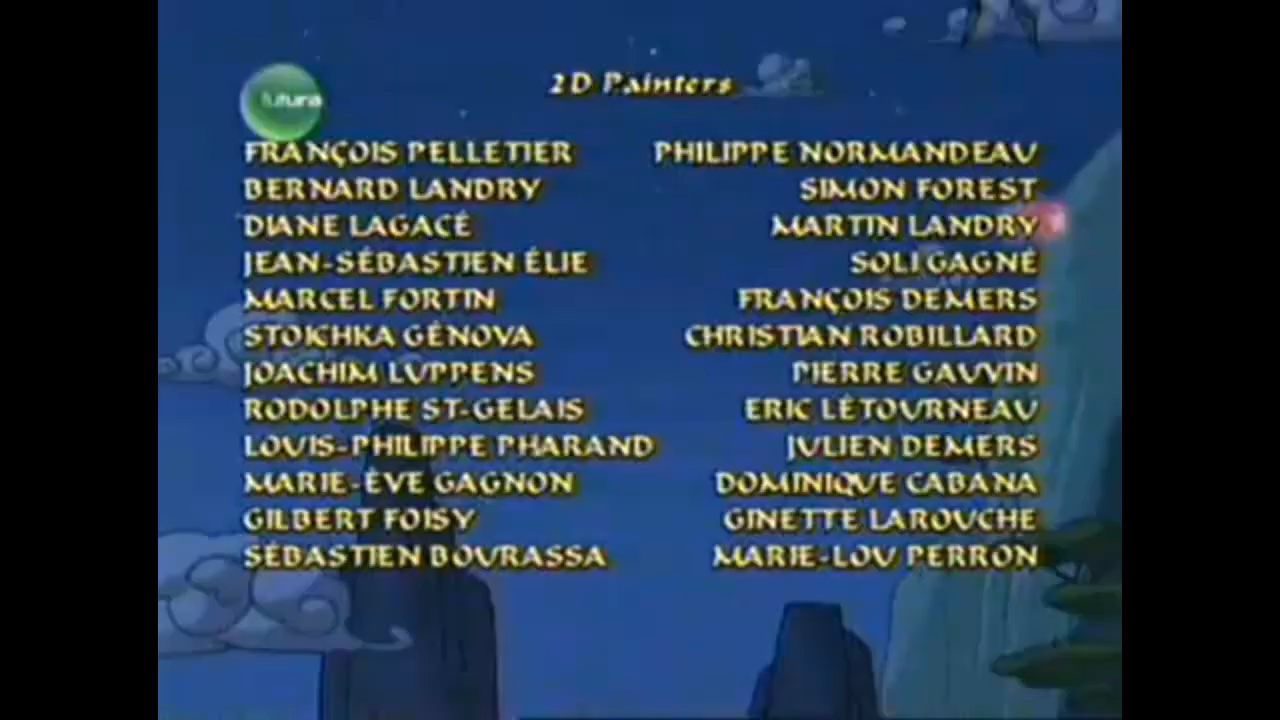 2D Painters
futura
FRANÇOIS PELLETIER PHILIPPE NORMANDEAU
BERNARD LANDRY SIMON FOREST
DIANE LAGACÉ MARTIN LANDRY
JEAN-SÉBASTIEN ÉLIE SOLI GAGNÉ
MARCEL FORTIN FRANÇOIS DEMERS
STOICHKA GÉNOVA CHRISTIAN ROBILLARD
JOACHIM LUPPENS PIERRE GAUVIN
RODOLPHE ST-GELAIS ERIC LÉTOURNEAU
LOUIS-PHILIPPE PHARAND JULIEN DEMERS
MARIE-ÈVE GAGNON DOMINIQUE CABANA
GILBERT FOISY GINETTE LAROUCHE
SÉBASTIEN BOURASSA MARIE-LOU PERRON